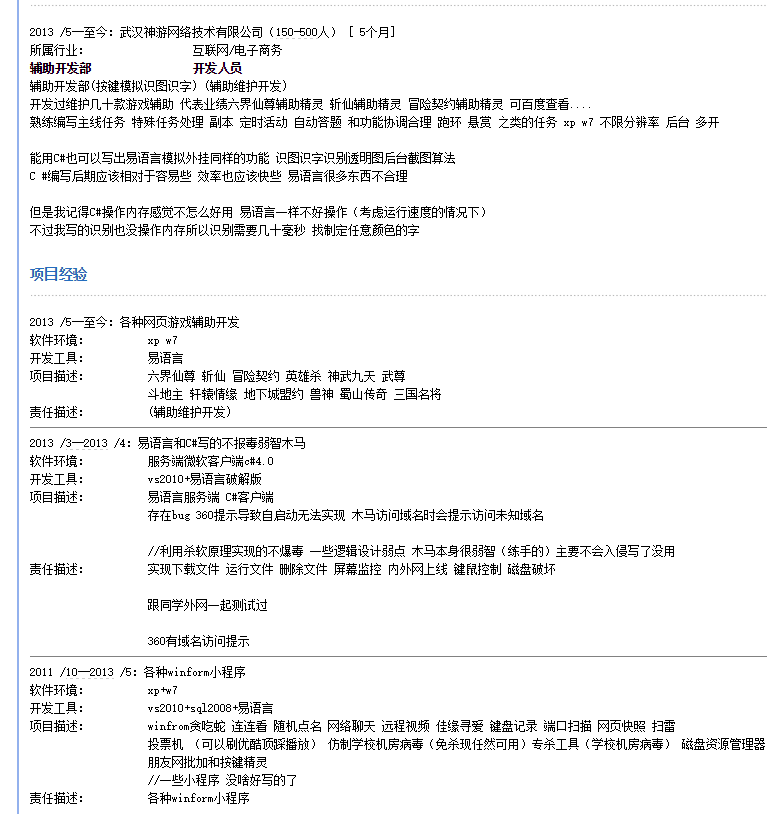 2013 /5—至今：武汉神游网络技术有限公司（150-500人） [ 5个月]
所属行业： 互联网/电子商务
辅助开发部 开发人员
辅助开发部(按键模拟识图识字) (辅助维护开发)
开发过维护几十款游戏辅助 代表业绩六界仙尊辅助精灵 斩仙辅助精灵 冒险契约辅助精灵 可百度查看....
熟练编写主线任务 特殊任务处理 副本 定时活动 自动答题 和功能协调合理 跑环 悬赏 之类的任务 xp w7 不限分辨率 后台 多开
能用C#也可以写出易语言模拟外挂同样的功能 识图识字识别透明图后台截图算法
C #编写后期应该相对于容易些 效率也应该快些 易语言很多东西不合理
但是我记得C#操作内存感觉不怎么好用 易语言一样不好操作（考虑运行速度的情况下）
不过我写的识别也没操作内存所以识别需要几十毫秒 找制定任意颜色的字
项目经验
2013 /5—至今：各种网页游戏辅助开发
软件环境： xp w7
开发工具： 易语言
项目描述： 六界仙尊 斩仙 冒险契约 英雄杀 神武九天 武尊
斗地主 轩辕情缘 地下城盟约 兽神 蜀山传奇 三国名将
责任描述： (辅助维护开发)
2013 /3—2013 /4：易语言和C#写的不报毒弱智木马
软件环境： 服务端微软客户端c#4.0
开发工具： vs2010+易语言破解版
项目描述： 易语言服务端 C#客户端
存在bug 360提示导致自启动无法实现 木马访问域名时会提示访问未知域名
//利用杀软原理实现的不爆毒 一些逻辑设计弱点 木马本身很弱智（练手的）主要不会入侵写了没用
责任描述： 实现下载文件 运行文件 删除文件 屏幕监控 内外网上线 键鼠控制 磁盘破坏
跟同学外网一起测试过
360有域名访问提示
2011 /10—2013 /5：各种winform小程序
软件环境： xp+w7
开发工具： vs2010+sql2008+易语言
项目描述： winfrom贪吃蛇 连连看 随机点名 网络聊天 远程视频 佳缘寻爱 键盘记录 端口扫描 网页快照 扫雷
投票机 （可以刷优酷顶踩播放） 仿制学校机房病毒（免杀现任然可用）专杀工具（学校机房病毒） 磁盘资源管理器
朋友网批加和按键精灵
//一些小程序 没啥好写的了
责任描述： 各种winform小程序